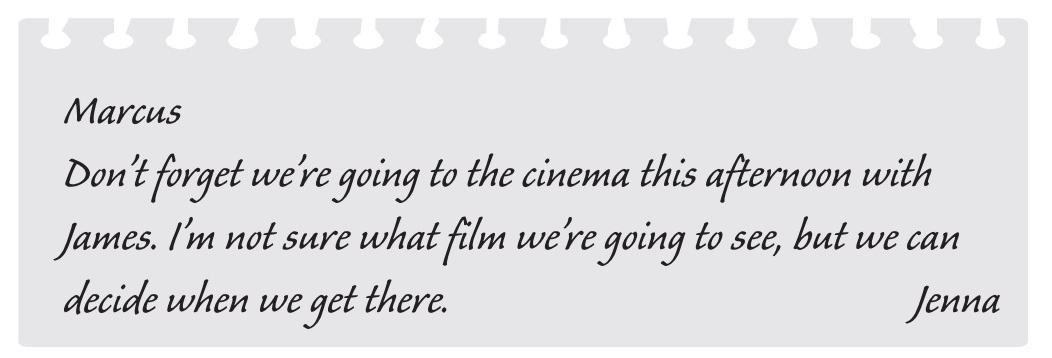 Marcus
Don't forget we're going to the cinema this afternoon with
James. I'm not sure what film we're going to see, but we can
decide when we get there. Jenna